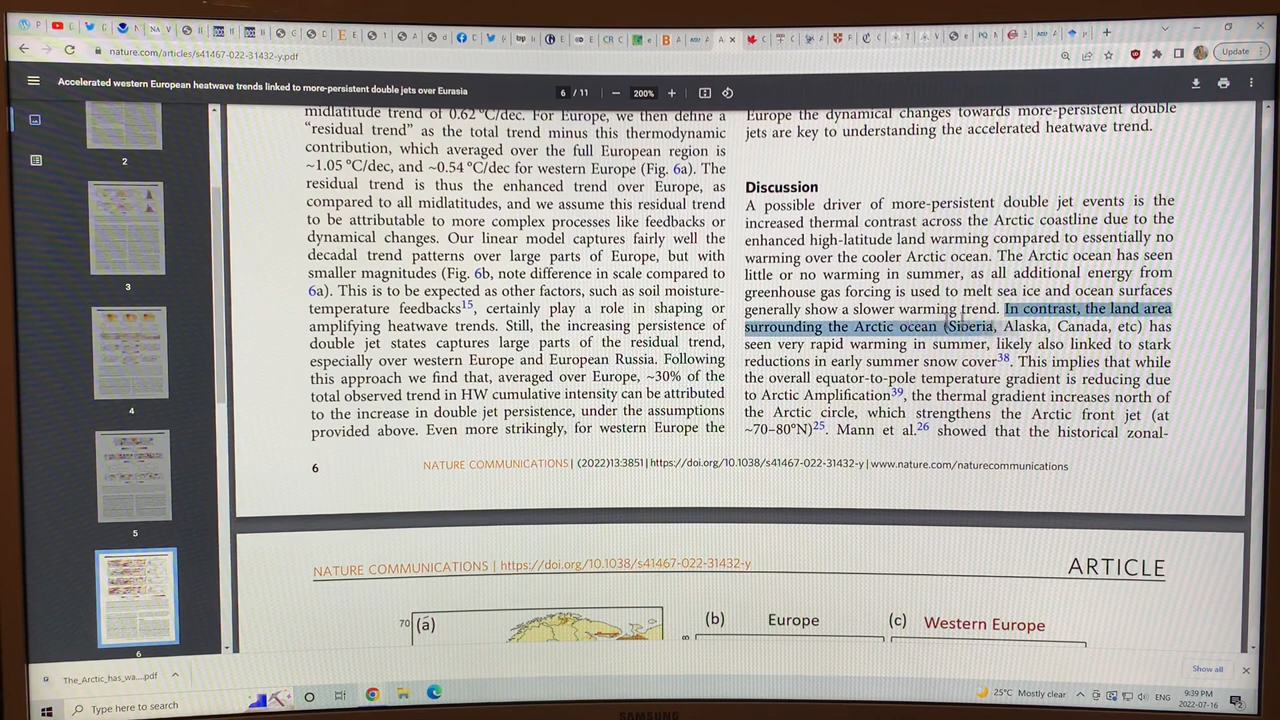 nature.com/articles/s41467-022-31432-y.pdf
Update
Accelerated western European heatwave trends linked to more-persistent double jets over Eurasia
6 / 11
200%
2
3
4
5
6
midlatitude trend of 0.62 °C/dec. For Europe, we then define a
"residual trend" as the total trend minus this thermodynamic
contribution, which averaged over the full European region is
~1.05 °C/dec, and ~0.54 °C/dec for western Europe (Fig. 6a). The
residual trend is thus the enhanced trend over Europe, as
compared to all midlatitudes, and we assume this residual trend
to be attributable to more complex processes like feedbacks or
dynamical changes. Our linear model captures fairly well the
decadal trend patterns over large parts of Europe, but with
smaller magnitudes (Fig. 6b, note difference in scale compared to
6a). This is to be expected as other factors, such as soil moisture-
temperature feedbacks15, certainly play a role in shaping or
amplifying heatwave trends. Still, the increasing persistence of
double jet states captures large parts of the residual trend,
especially over western Europe and European Russia. Following
this approach we find that, averaged over Europe, ~30% of the
total observed trend in HW cumulative intensity can be attributed
to the increase in double jet persistence, under the assumptions
provided above. Even more strikingly, for western Europe the
Europe the dynamical changes towards more-persistent double
jets are key to understanding the accelerated heatwave trend.
Discussion
A possible driver of more-persistent double jet events is the
increased thermal contrast across the Arctic coastline due to the
enhanced high-latitude land warming compared to essentially no
warming over the cooler Arctic ocean. The Arctic ocean has seen
little or no warming in summer, as all additional energy from
greenhouse gas forcing is used to melt sea ice and ocean surfaces
generally show a slower warming trend. In contrast, the land area
surrounding the Arctic ocean (Siberia, Alaska, Canada, etc) has
seen very rapid warming in summer, likely also linked to stark
reductions in early summer snow cover38. This implies that while
the overall equator-to-pole temperature gradient is reducing due
to Arctic Amplification39, the thermal gradient increases north of
the Arctic circle, which strengthens the Arctic front jet (at
~70–80°N)25. Mann et al.26 showed that the historical zonal-
6
NATURE COMMUNICATIONS | (2022)13:3851 | https://doi.org/10.1038/s41467-022-31432-y | www.nature.com/naturecommunications
NATURE COMMUNICATIONS | https://doi.org/10.1038/s41467-022-31432-y
ARTICLE
70
(a)
(b)
Europe
(c)
Western Europe
The_Arctic_has_wa....pdf
Show all
Type here to search
25°C Mostly clear
ENG
9:39 PM
2022-07-16
SAMSUNG